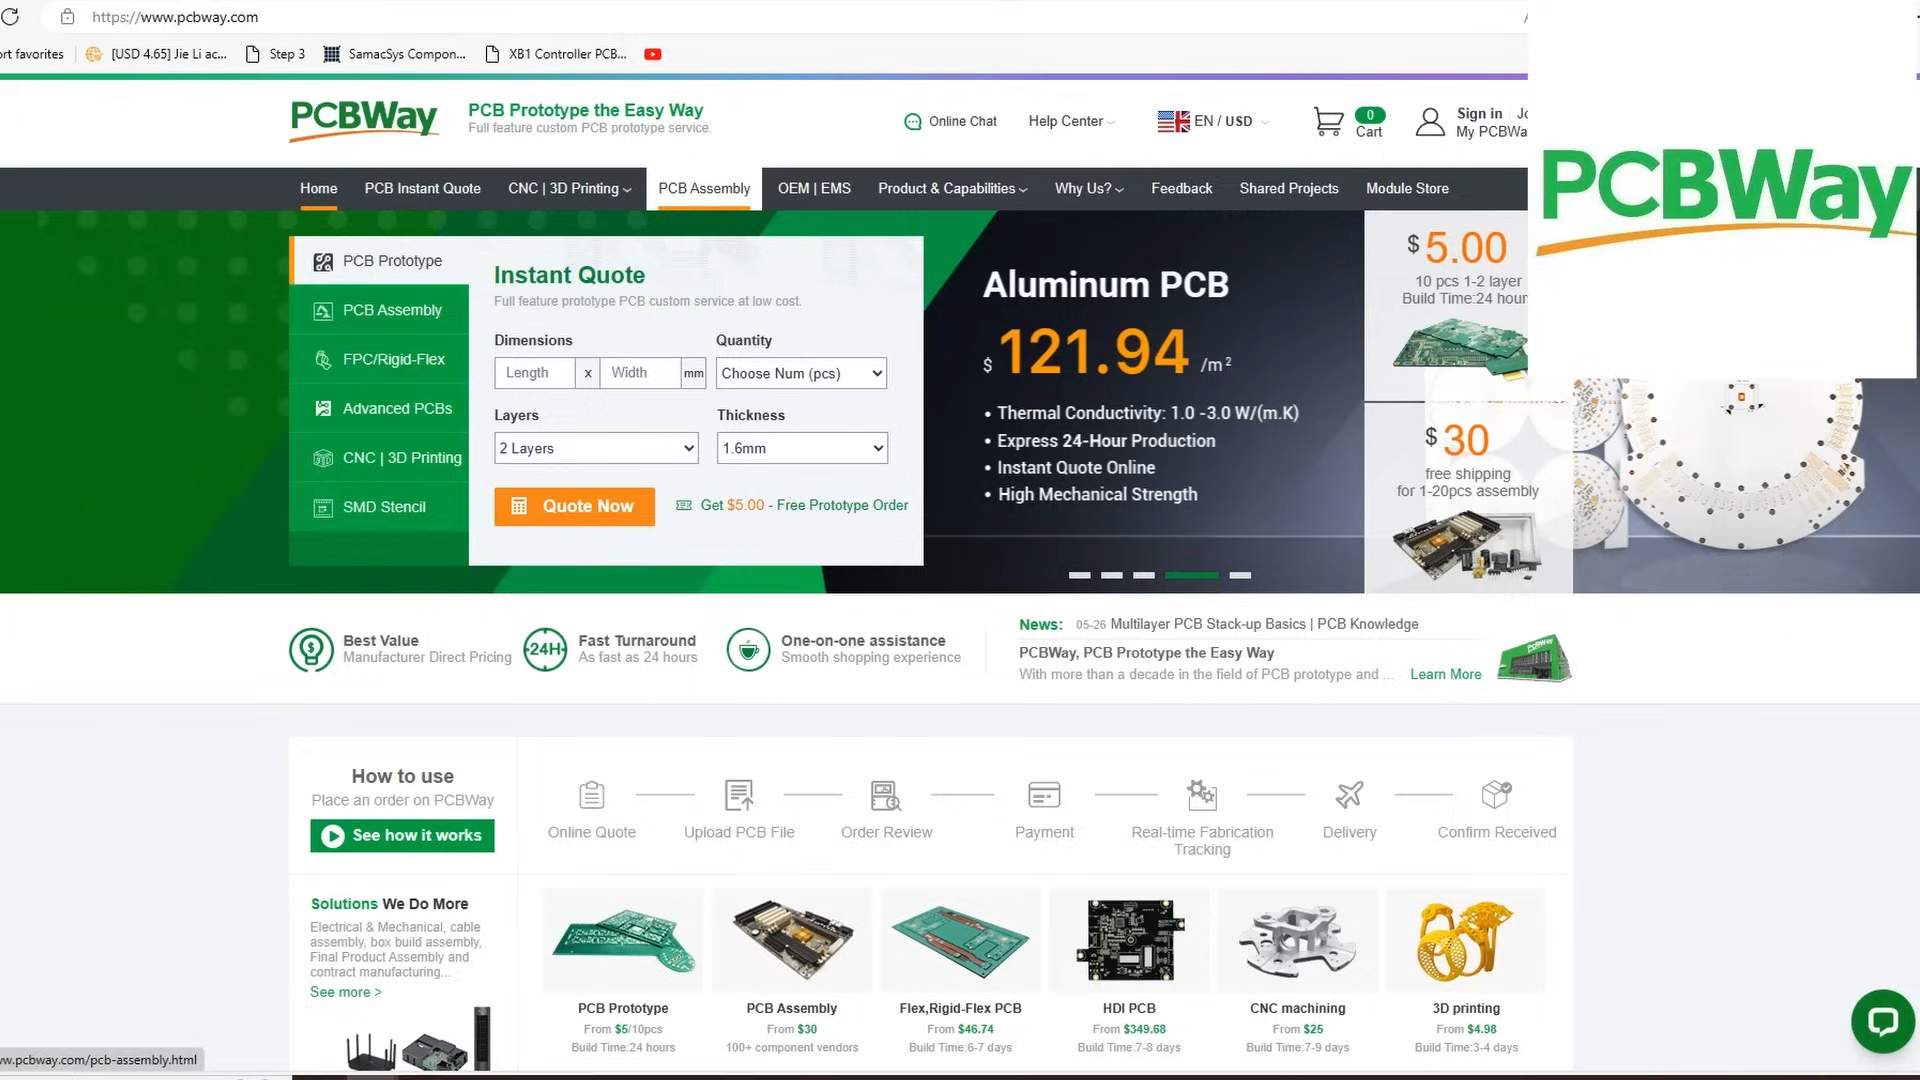 https://www.pcbway.com
ort favorites
[USD 4.65] Jie Li ac...
Step 3
SamacSys Compon...
XB1 Controller PCB...
PCBWay
PCB Prototype the Easy Way
Full feature custom PCB prototype service.
Online Chat
Help Center
EN / USD
0
Cart
Sign in
Jo
My PCBWa
PCBWay
Home
PCB Instant Quote
CNC | 3D Printing
PCB Assembly
OEM | EMS
Product & Capabilities
Why Us?
Feedback
Shared Projects
Module Store
PCB Prototype
PCB Assembly
FPC/Rigid-Flex
Advanced PCBs
CNC | 3D Printing
SMD Stencil
Instant Quote
Full feature prototype PCB custom service at low cost.
Dimensions
Quantity
Length
x
Width
mm
Choose Num (pcs)
Layers
Thickness
2 Layers
1.6mm
Quote Now
Get $5.00 - Free Prototype Order
Aluminum PCB
$ 121.94 /m²
• Thermal Conductivity: 1.0 -3.0 W/(m.K)
• Express 24-Hour Production
• Instant Quote Online
• High Mechanical Strength
$ 5.00
10 pcs 1-2 layer
Build Time:24 hour
$ 30
free shipping
for 1-20pcs assembly
Best Value
Manufacturer Direct Pricing
24H
Fast Turnaround
As fast as 24 hours
One-on-one assistance
Smooth shopping experience
News: 05-26 Multilayer PCB Stack-up Basics | PCB Knowledge
PCBWay, PCB Prototype the Easy Way
With more than a decade in the field of PCB prototype and ... Learn More
How to use
Place an order on PCBWay
See how it works
Online Quote
Upload PCB File
Order Review
Payment
Real-time Fabrication
Tracking
Delivery
Confirm Received
Solutions We Do More
Electrical & Mechanical, cable
assembly, box build assembly,
Final Product Assembly and
contract manufacturing...
See more >
PCB Prototype
From $5/10pcs
Build Time:24 hours
PCB Assembly
From $30
100+ component vendors
Flex,Rigid-Flex PCB
From $46.74
Build Time:6-7 days
HDI PCB
From $349.68
Build Time:7-8 days
CNC machining
From $25
Build Time:7-9 days
3D printing
From $4.98
Build Time:3-4 days
ww.pcbway.com/pcb-assembly.html